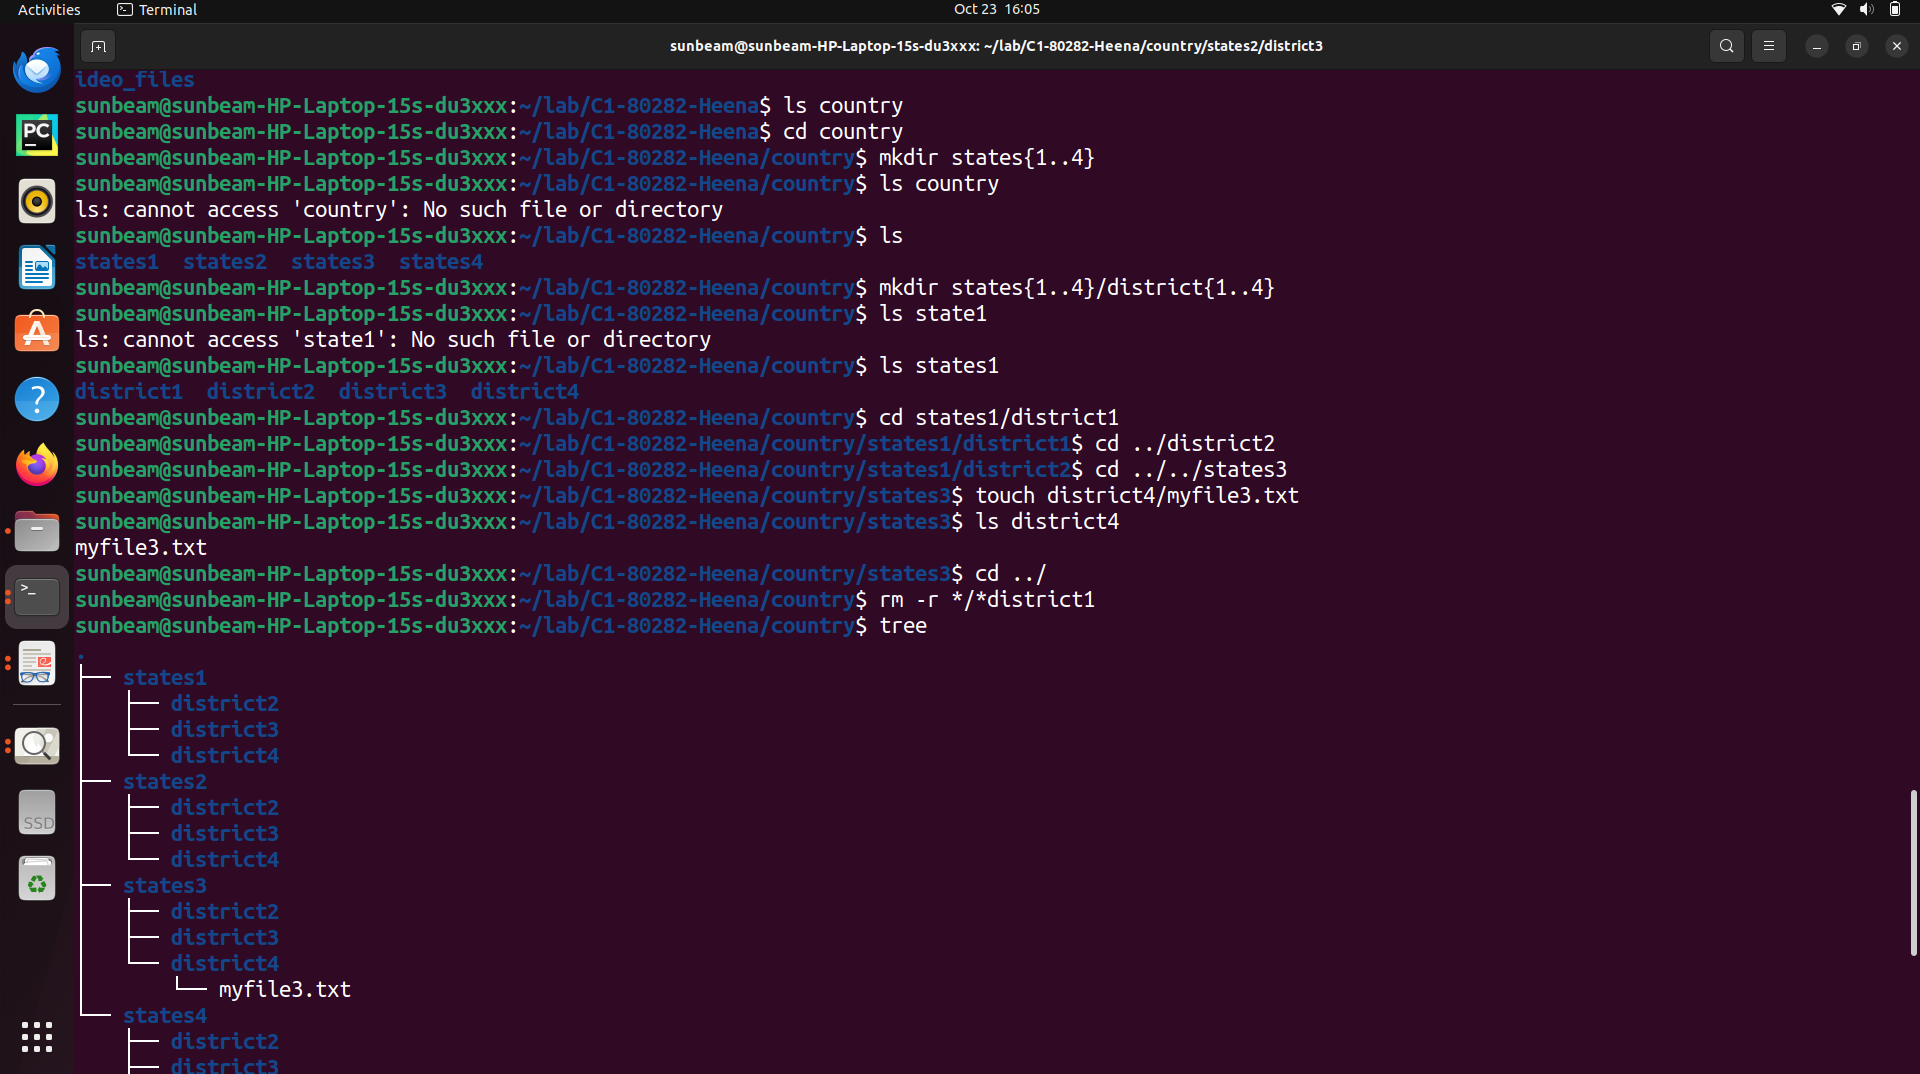 Activities
Terminal
Oct 23 16:05
sunbeam@sunbeam-HP-Laptop-15s-du3xxx: ~/lab/C1-80282-Heena/country/states2/district3
ideo_files
sunbeam@sunbeam-HP-Laptop-15s-du3xxx:~/lab/C1-80282-Heena$ ls country
sunbeam@sunbeam-HP-Laptop-15s-du3xxx:~/lab/C1-80282-Heena$ cd country
sunbeam@sunbeam-HP-Laptop-15s-du3xxx:~/lab/C1-80282-Heena/country$ mkdir states{1..4}
sunbeam@sunbeam-HP-Laptop-15s-du3xxx:~/lab/C1-80282-Heena/country$ ls country
ls: cannot access 'country': No such file or directory
sunbeam@sunbeam-HP-Laptop-15s-du3xxx:~/lab/C1-80282-Heena/country$ ls
states1  states2  states3  states4
sunbeam@sunbeam-HP-Laptop-15s-du3xxx:~/lab/C1-80282-Heena/country$ mkdir states{1..4}/district{1..4}
sunbeam@sunbeam-HP-Laptop-15s-du3xxx:~/lab/C1-80282-Heena/country$ ls state1
ls: cannot access 'state1': No such file or directory
sunbeam@sunbeam-HP-Laptop-15s-du3xxx:~/lab/C1-80282-Heena/country$ ls states1
district1  district2  district3  district4
sunbeam@sunbeam-HP-Laptop-15s-du3xxx:~/lab/C1-80282-Heena/country$ cd states1/district1
sunbeam@sunbeam-HP-Laptop-15s-du3xxx:~/lab/C1-80282-Heena/country/states1/district1$ cd ../district2
sunbeam@sunbeam-HP-Laptop-15s-du3xxx:~/lab/C1-80282-Heena/country/states1/district2$ cd ../../states3
sunbeam@sunbeam-HP-Laptop-15s-du3xxx:~/lab/C1-80282-Heena/country/states3$ touch district4/myfile3.txt
sunbeam@sunbeam-HP-Laptop-15s-du3xxx:~/lab/C1-80282-Heena/country/states3$ ls district4
myfile3.txt
sunbeam@sunbeam-HP-Laptop-15s-du3xxx:~/lab/C1-80282-Heena/country/states3$ cd ../
sunbeam@sunbeam-HP-Laptop-15s-du3xxx:~/lab/C1-80282-Heena/country$ rm -r */*district1
sunbeam@sunbeam-HP-Laptop-15s-du3xxx:~/lab/C1-80282-Heena/country$ tree
.
├── states1
│   ├── district2
│   ├── district3
│   └── district4
├── states2
│   ├── district2
│   ├── district3
│   └── district4
├── states3
│   ├── district2
│   ├── district3
│   └── district4
│       └── myfile3.txt
└── states4
    ├── district2
    ├── district3
PC
SSD